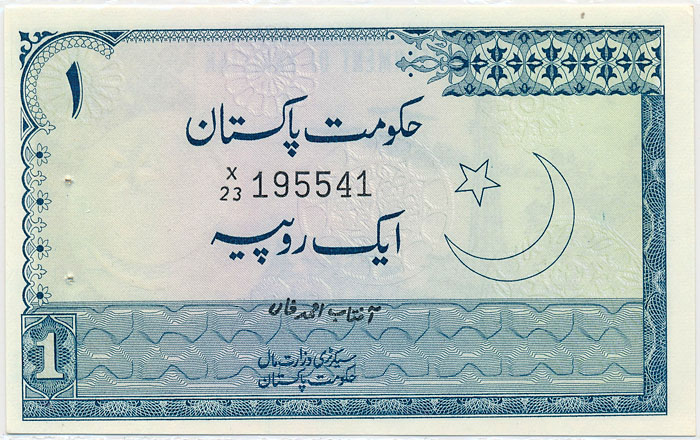 ۱
حکومت پاکستان
X
23 195541
ایک روپیہ
آفتاب احمد خاں
سیکرٹری وزارت مال
حکومت پاکستان
1